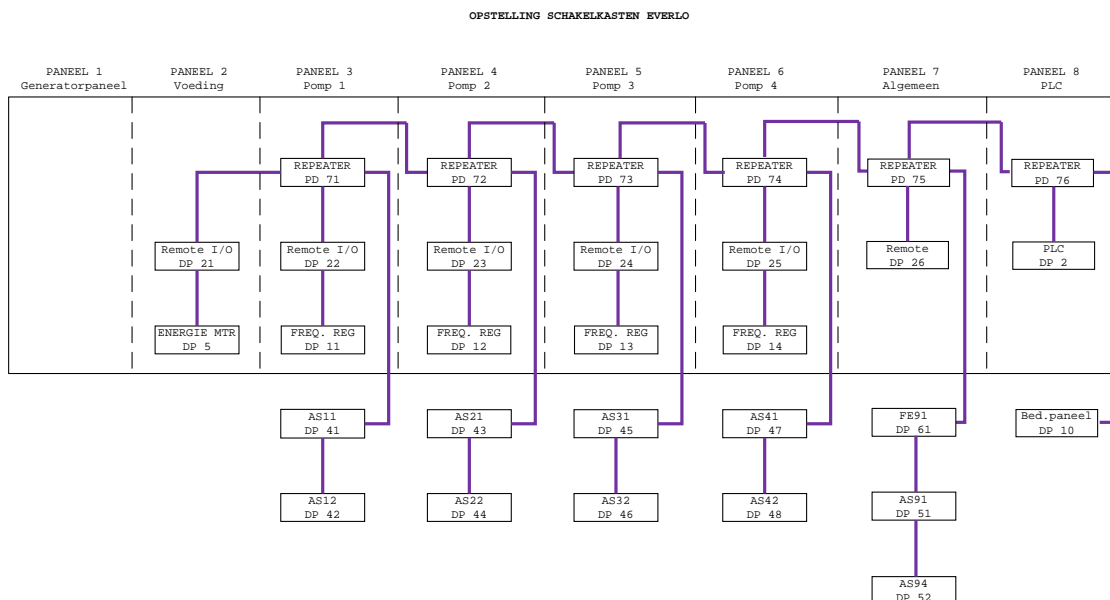 OPSTELLING SCHAKELKASTEN EVERLO
PANEEL 1
Generatorpaneel
PANEEL 2
Voeding
PANEEL 3
Pomp 1
PANEEL 4
Pomp 2
PANEEL 5
Pomp 3
PANEEL 6
Pomp 4
PANEEL 7
Algemeen
PANEEL 8
PLC
REPEATER
PD 71
REPEATER
PD 72
REPEATER
PD 73
REPEATER
PD 74
REPEATER
PD 75
REPEATER
PD 76
Remote I/O
DP 21
Remote I/O
DP 22
Remote I/O
DP 23
Remote I/O
DP 24
Remote I/O
DP 25
Remote
DP 26
PLC
DP 2
ENERGIE MTR
DP 5
FREQ. REG
DP 11
FREQ. REG
DP 12
FREQ. REG
DP 13
FREQ. REG
DP 14
AS11
DP 41
AS21
DP 43
AS31
DP 45
AS41
DP 47
FE91
DP 61
Bed.paneel
DP 10
AS12
DP 42
AS22
DP 44
AS32
DP 46
AS42
DP 48
AS91
DP 51
AS94
DP 52